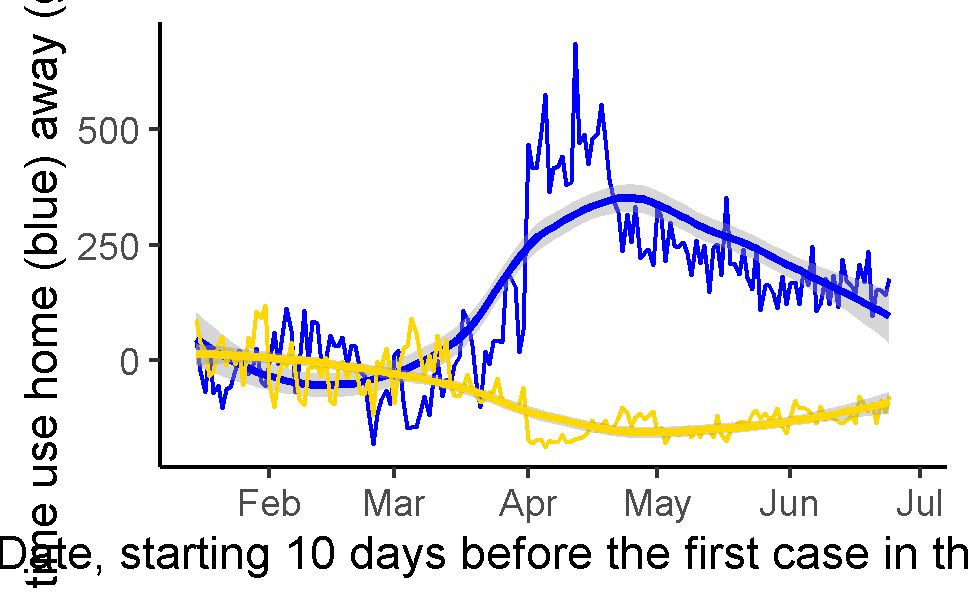 time use home (blue) away (
500
250
0
Feb Mar Apr May Jun Jul
Date, starting 10 days before the first case in th